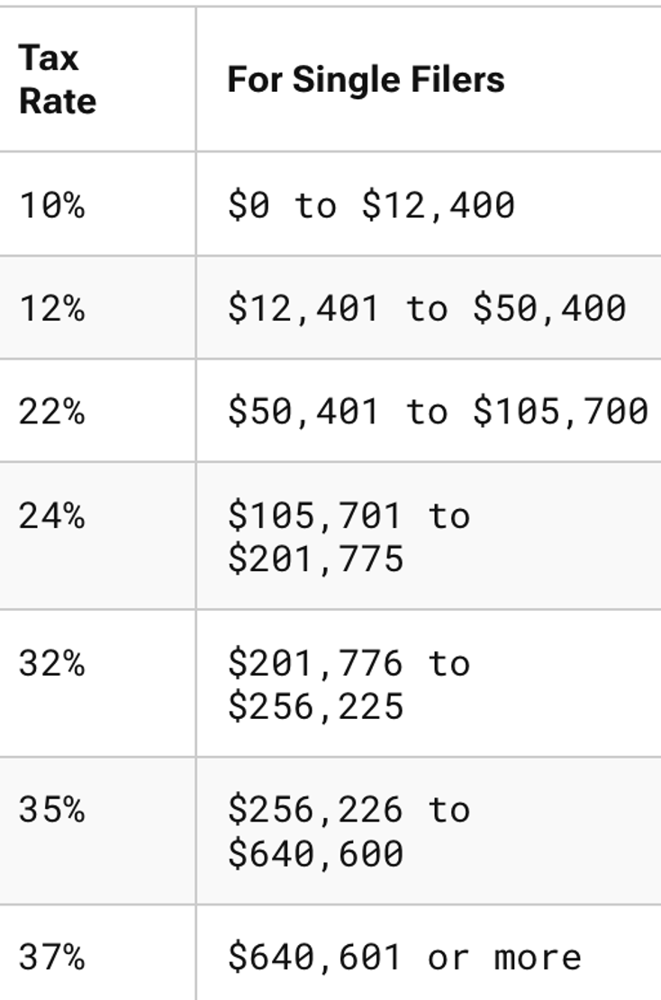 Tax
Rate
For Single Filers
10%
$0 to $12,400
12%
$12,401 to $50,400
22%
$50,401 to $105,700
24%
$105,701 to
$201,775
32%
$201,776 to
$256,225
35%
$256,226 to
$640,600
37%
$640,601 or more